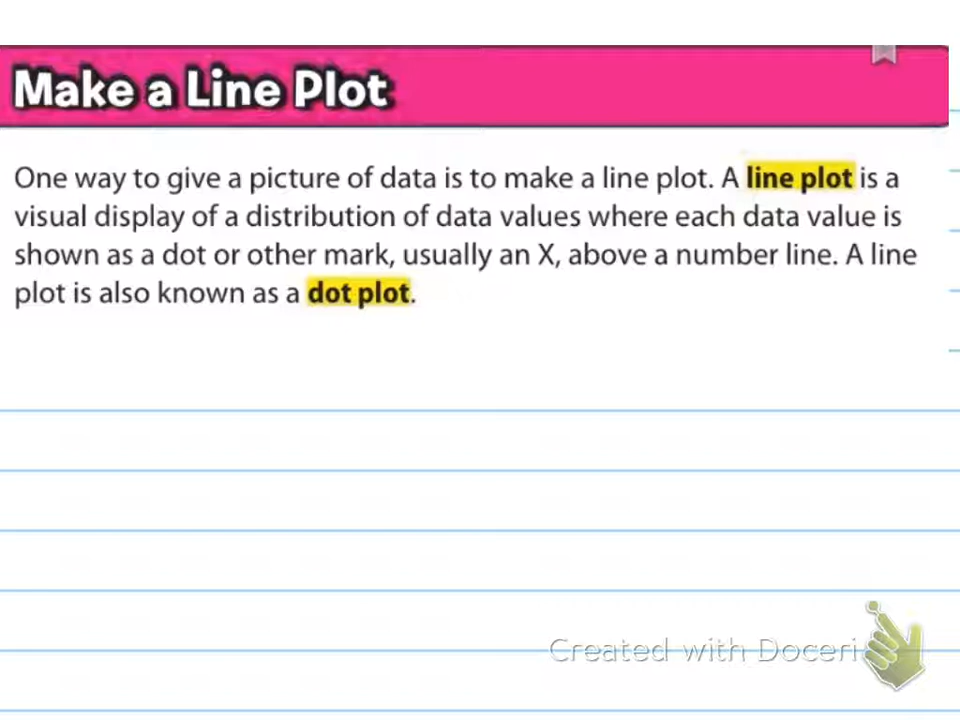 Make a Line Plot
One way to give a picture of data is to make a line plot. A line plot is a
visual display of a distribution of data values where each data value is
shown as a dot or other mark, usually an X, above a number line. A line
plot is also known as a dot plot.
Created with Doceri